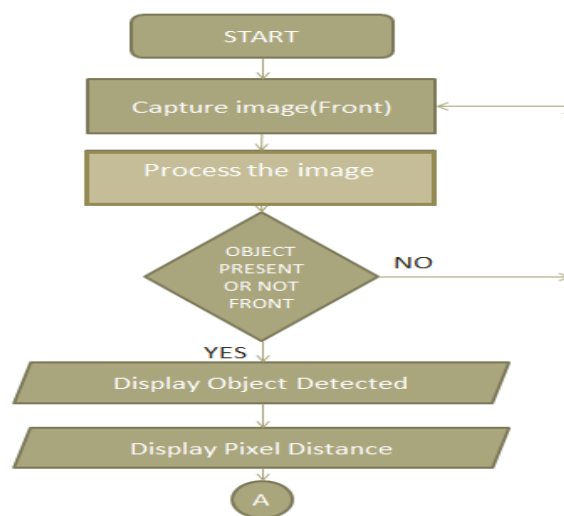 START
Capture image(Front)
Process the image
OBJECT
PRESENT
OR NOT
FRONT
NO
YES
Display Object Detected
Display Pixel Distance
A